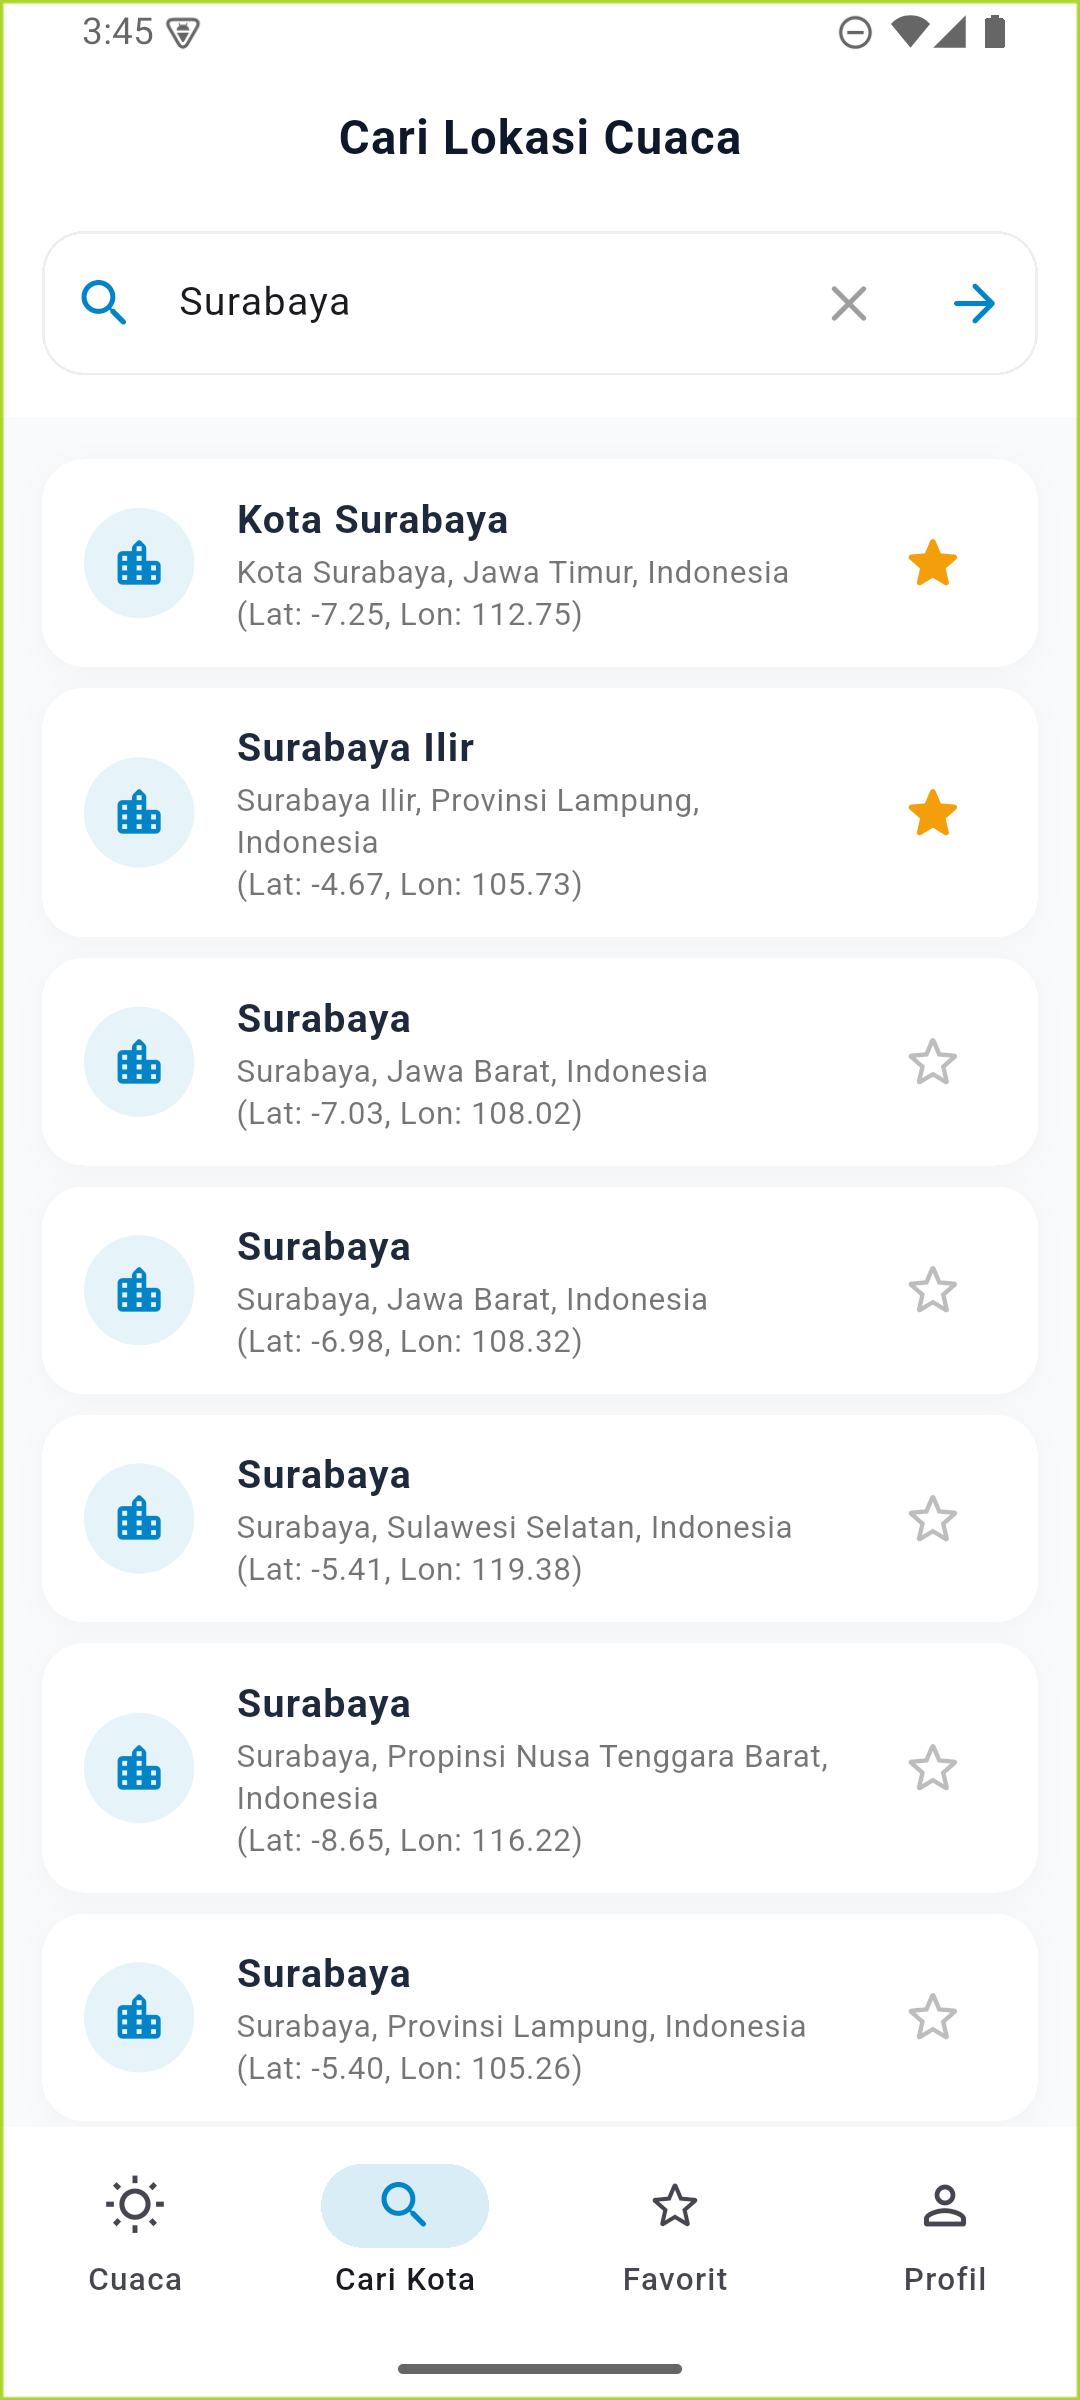 3:45
Cari Lokasi Cuaca
Surabaya
Kota Surabaya
Kota Surabaya, Jawa Timur, Indonesia
(Lat: -7.25, Lon: 112.75)
Surabaya Ilir
Surabaya Ilir, Provinsi Lampung,
Indonesia
(Lat: -4.67, Lon: 105.73)
Surabaya
Surabaya, Jawa Barat, Indonesia
(Lat: -7.03, Lon: 108.02)
Surabaya
Surabaya, Jawa Barat, Indonesia
(Lat: -6.98, Lon: 108.32)
Surabaya
Surabaya, Sulawesi Selatan, Indonesia
(Lat: -5.41, Lon: 119.38)
Surabaya
Surabaya, Propinsi Nusa Tenggara Barat,
Indonesia
(Lat: -8.65, Lon: 116.22)
Surabaya
Surabaya, Provinsi Lampung, Indonesia
(Lat: -5.40, Lon: 105.26)
Cuaca
Cari Kota
Favorit
Profil